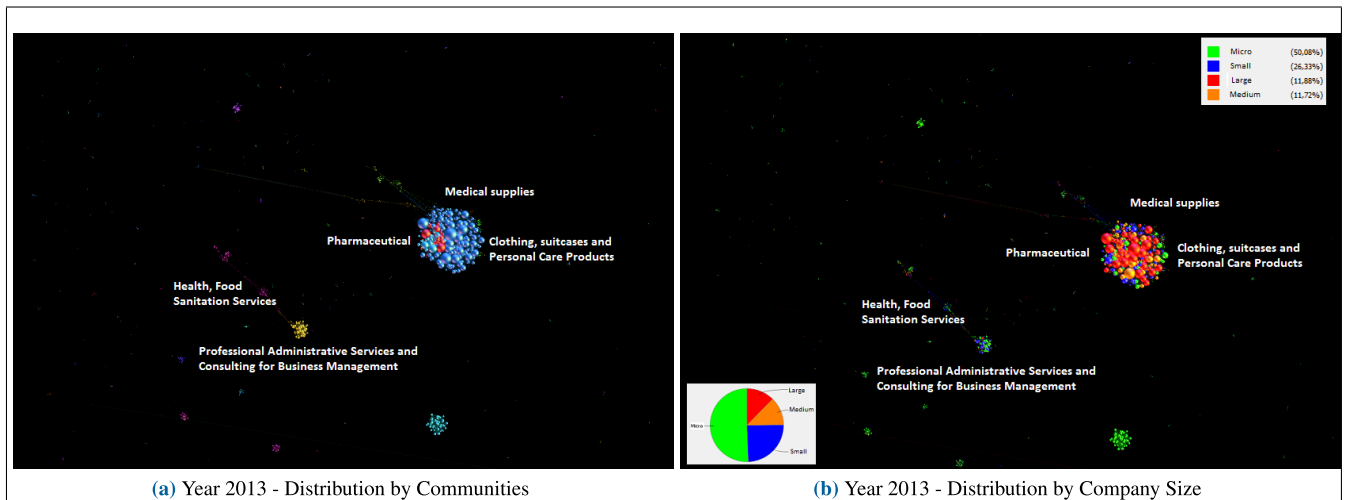 Medical supplies
Pharmaceutical
Clothing, suitcases and
Personal Care Products
Health, Food
Sanitation Services
Professional Administrative Services and
Consulting for Business Management
(a) Year 2013 - Distribution by Communities
Micro (50,08%)
Small (26,33%)
Large (11,88%)
Medium (11,72%)
Medical supplies
Pharmaceutical
Clothing, suitcases and
Personal Care Products
Health, Food
Sanitation Services
Professional Administrative Services and
Consulting for Business Management
Large
Medium
Micro
Small
(b) Year 2013 - Distribution by Company Size